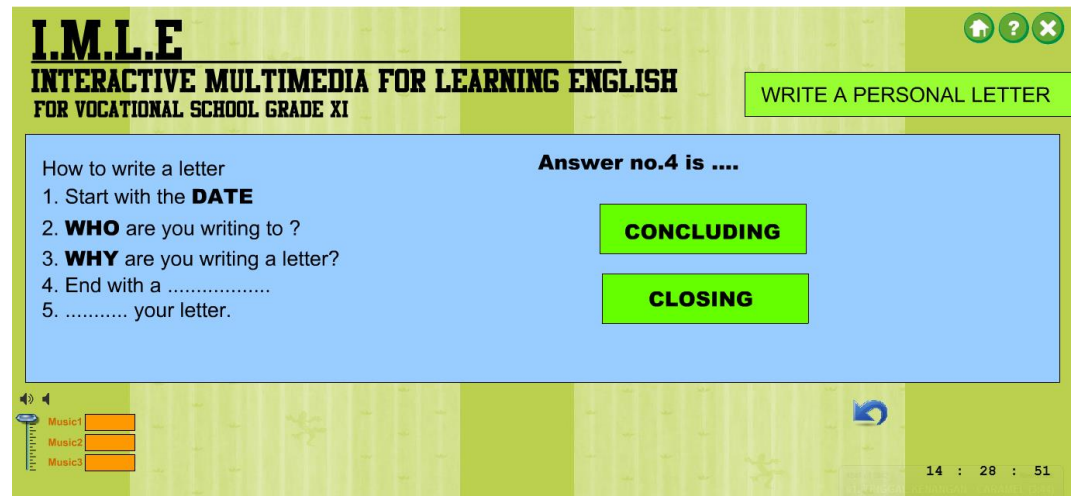 I.M.L.E
INTERACTIVE MULTIMEDIA FOR LEARNING ENGLISH
FOR VOCATIONAL SCHOOL GRADE XI
WRITE A PERSONAL LETTER
How to write a letter
1. Start with the DATE
2. WHO are you writing to ?
3. WHY are you writing a letter?
4. End with a ..................
5. ........... your letter.
Answer no.4 is ....
CONCLUDING
CLOSING
Music1
Music2
Music3
14 : 28 : 51